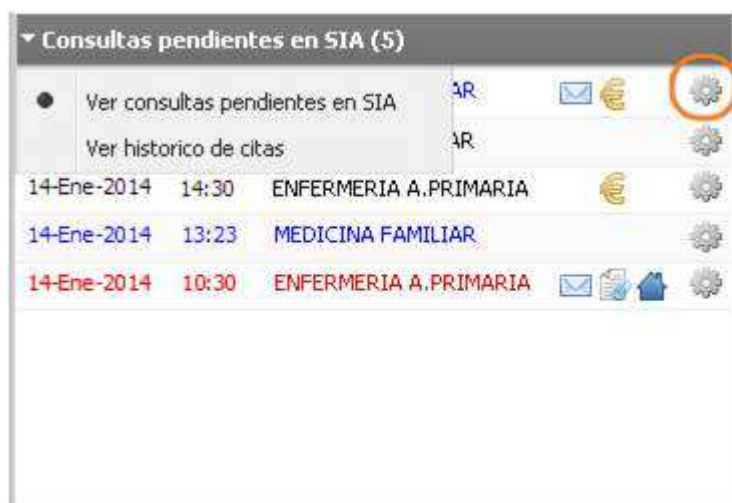 Consultas pendientes en SIA (5)
Ver consultas pendientes en SIA
AR
Ver historico de citas
AR
14-Ene-2014 14:30 ENFERMERIA A.PRIMARIA
14-Ene-2014 13:23 MEDICINA FAMILIAR
14-Ene-2014 10:30 ENFERMERIA A.PRIMARIA